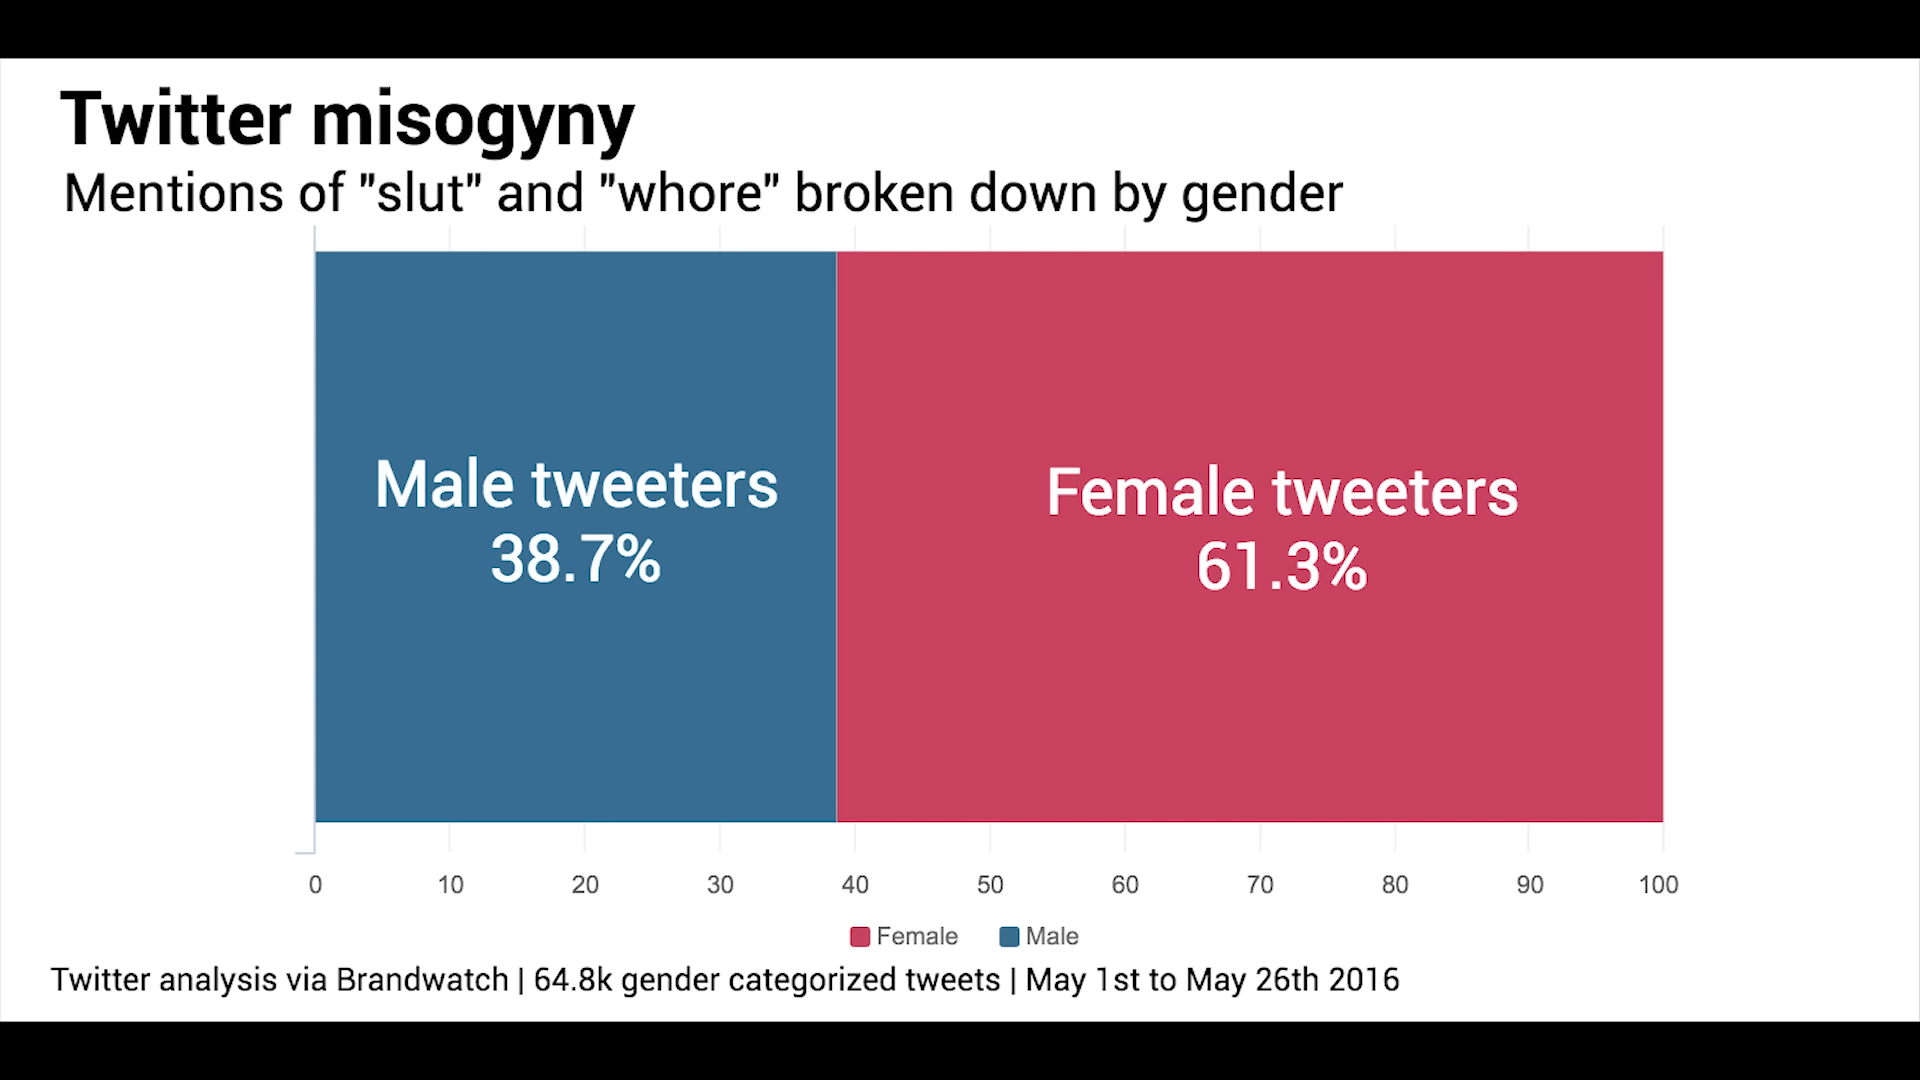 Twitter misogyny
Mentions of "slut" and "whore" broken down by gender
Male tweeters
38.7%
Female tweeters
61.3%
0 10 20 30 40 50 60 70 80 90 100
Female Male
Twitter analysis via Brandwatch | 64.8k gender categorized tweets | May 1st to May 26th 2016